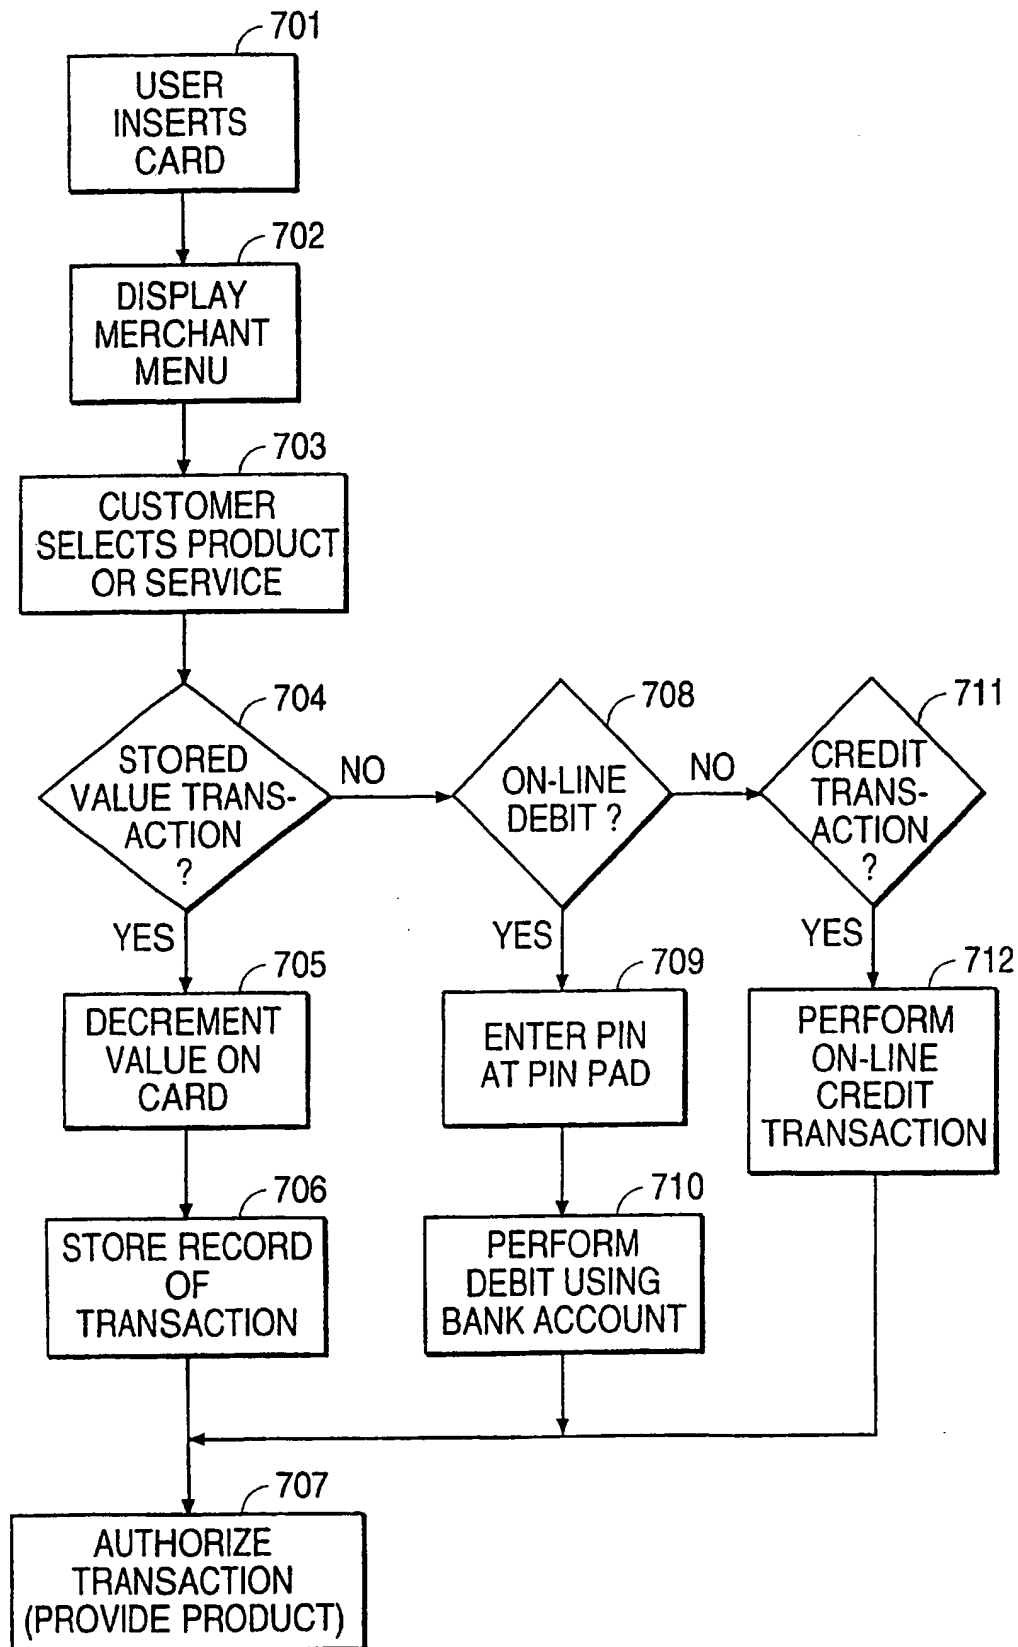 701
USER
INSERTS
CARD
702
DISPLAY
MERCHANT
MENU
703
CUSTOMER
SELECTS PRODUCT
OR SERVICE
704
STORED
VALUE TRANS-
ACTION
?
NO
YES
708
ON-LINE
DEBIT ?
NO
YES
711
CREDIT
TRANS-
ACTION
?
YES
705
DECREMENT
VALUE ON
CARD
709
ENTER PIN
AT PIN PAD
712
PERFORM
ON-LINE
CREDIT
TRANSACTION
706
STORE RECORD
OF
TRANSACTION
710
PERFORM
DEBIT USING
BANK ACCOUNT
707
AUTHORIZE
TRANSACTION
(PROVIDE PRODUCT)